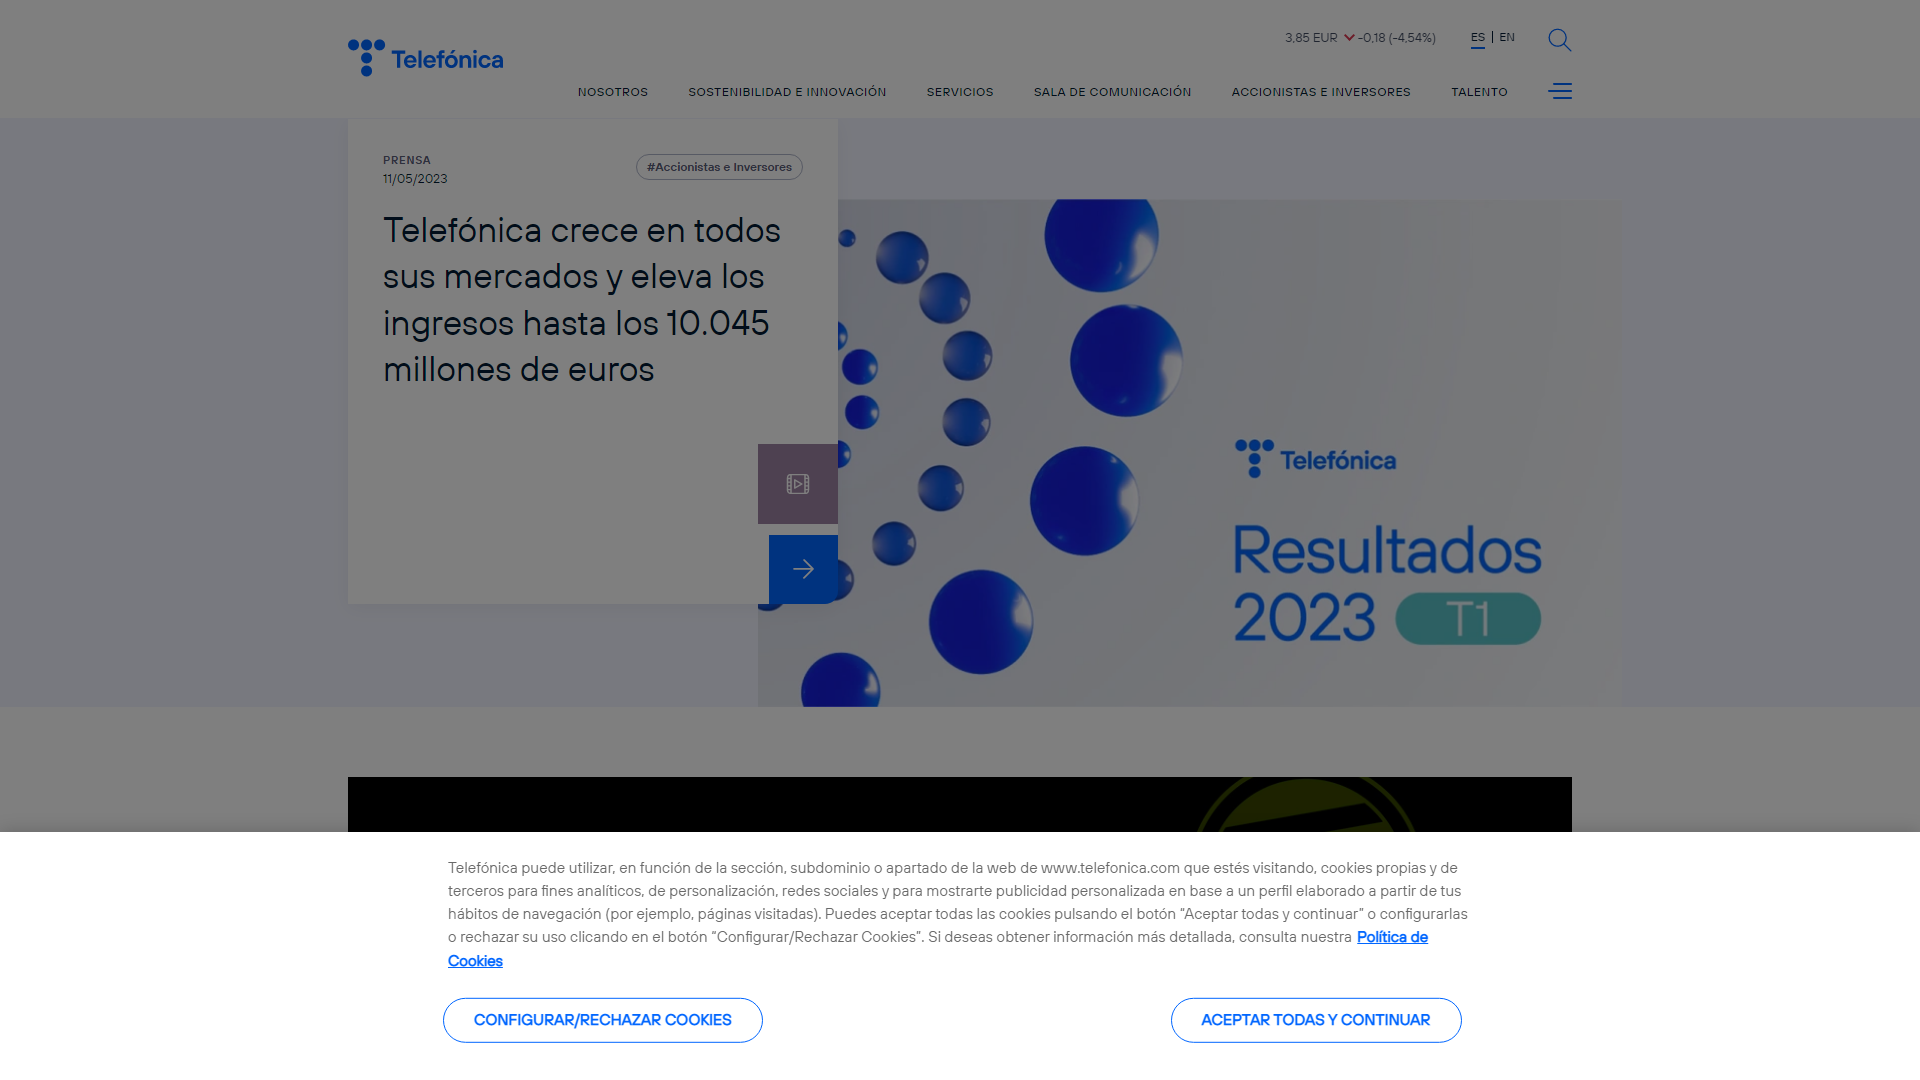 Telefónica
3,85 EUR -0,18 (-4,54%)
ES | EN
NOSOTROS
SOSTENIBILIDAD E INNOVACIÓN
SERVICIOS
SALA DE COMUNICACIÓN
ACCIONISTAS E INVERSORES
TALENTO
PRENSA
11/05/2023
#Accionistas e Inversores
Telefónica crece en todos
sus mercados y eleva los
ingresos hasta los 10.045
millones de euros
Telefónica
Resultados
2023 T1
Telefónica puede utilizar, en función de la sección, subdominio o apartado de la web de www.telefonica.com que estés visitando, cookies propias y de
terceros para fines analíticos, de personalización, redes sociales y para mostrarte publicidad personalizada en base a un perfil elaborado a partir de tus
hábitos de navegación (por ejemplo, páginas visitadas). Puedes aceptar todas las cookies pulsando el botón “Aceptar todas y continuar” o configurarlas
o rechazar su uso clicando en el botón “Configurar/Rechazar Cookies”. Si deseas obtener información más detallada, consulta nuestra Política de
Cookies
CONFIGURAR/RECHAZAR COOKIES
ACEPTAR TODAS Y CONTINUAR